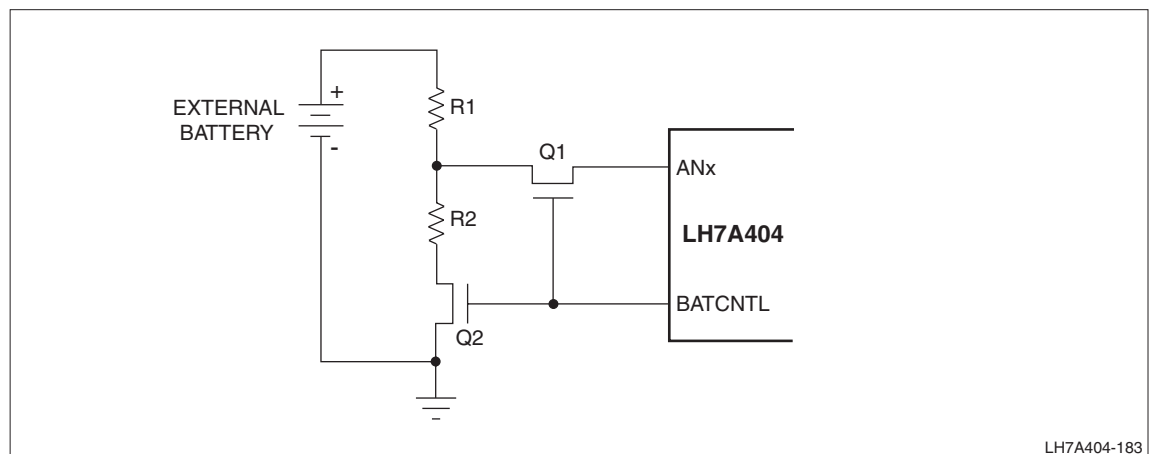 EXTERNAL
BATTERY
+
-
R1
Q1
ANx
R2
LH7A404
BATCNTL
Q2
LH7A404-183